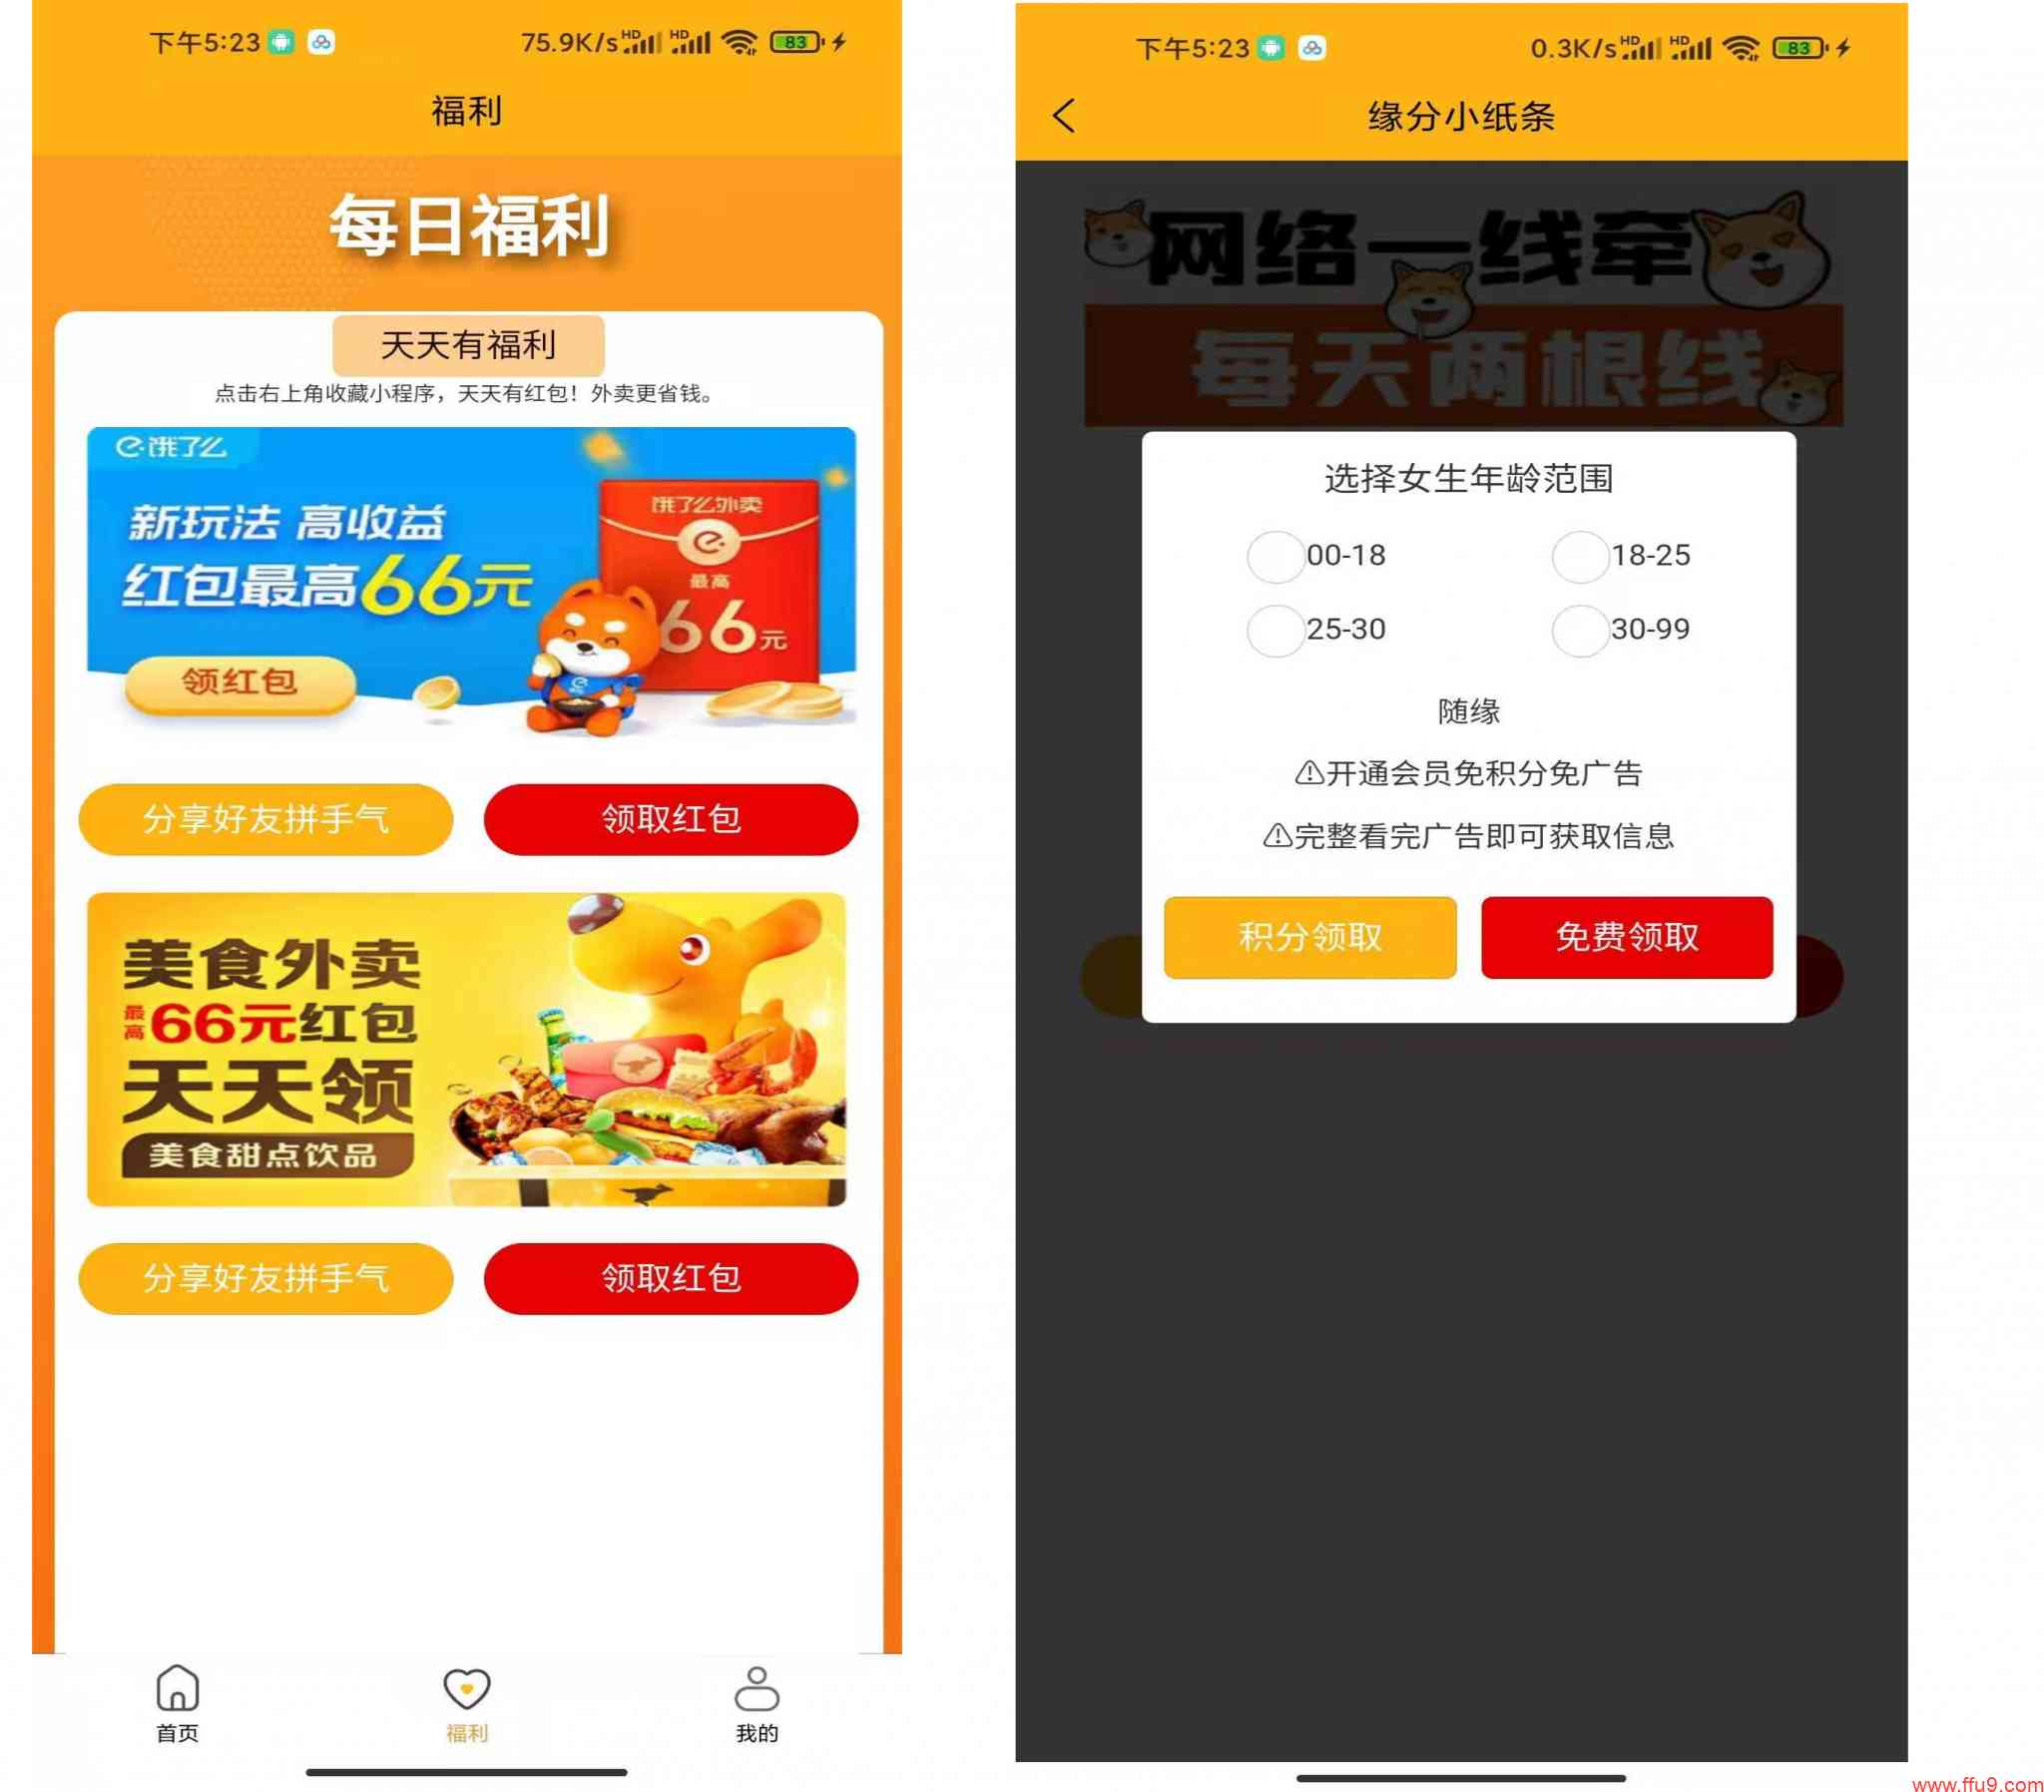 下午5:23
75.9K/s
HD
HD
83
福利
每日福利
天天有福利
点击右上角收藏小程序，天天有红包！外卖更省钱。
饿了么
新玩法 高收益
红包最高66元
领红包
饿了么外卖
最高
66元
分享好友拼手气
领取红包
美食外卖
最高66元红包
天天领
美食甜点饮品
分享好友拼手气
领取红包
首页
福利
我的
下午5:23
0.3K/s
HD
HD
83
缘分小纸条
网络一线牵
每天两根线
选择女生年龄范围
00-18
18-25
25-30
30-99
随缘
⚠开通会员免积分免广告
⚠完整看完广告即可获取信息
积分领取
免费领取
www.ffu9.com